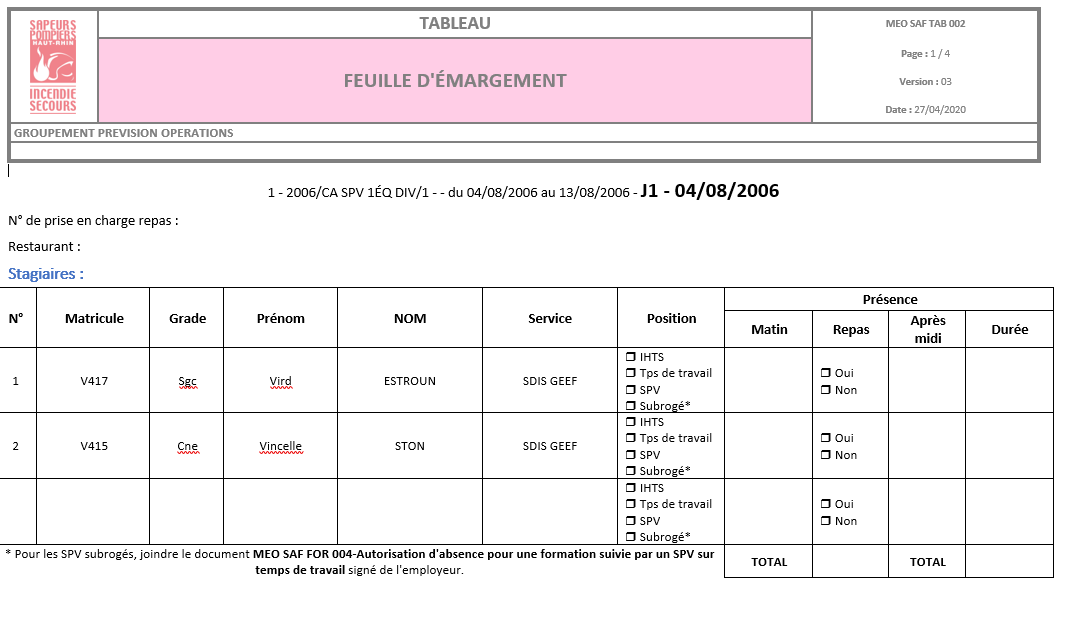 SAPEURS
POMPIERS
HAUT-RHIN
INCENDIE
SECOURS
TABLEAU
FEUILLE D'ÉMARGEMENT
MEO SAF TAB 002
Page : 1 / 4
Version : 03
Date : 27/04/2020
GROUPEMENT PREVISION OPERATIONS
1 - 2006/CA SPV 1ÉQ DIV/1 - - du 04/08/2006 au 13/08/2006 - J1 - 04/08/2006
N° de prise en charge repas :
Restaurant :
Stagiaires :
N° Matricule Grade Prénom NOM Service Position Présence
Matin Repas Après midi Durée
1 V417 Sgc Vird ESTROUN SDIS GEEF
☐ IHTS
☐ Tps de travail
☐ SPV
☐ Subrogé*
☐ Oui
☐ Non
2 V415 Cne Vincelle STON SDIS GEEF
☐ IHTS
☐ Tps de travail
☐ SPV
☐ Subrogé*
☐ Oui
☐ Non
☐ IHTS
☐ Tps de travail
☐ SPV
☐ Subrogé*
☐ Oui
☐ Non
* Pour les SPV subrogés, joindre le document MEO SAF FOR 004-Autorisation d'absence pour une formation suivie par un SPV sur
temps de travail signé de l'employeur.
TOTAL TOTAL